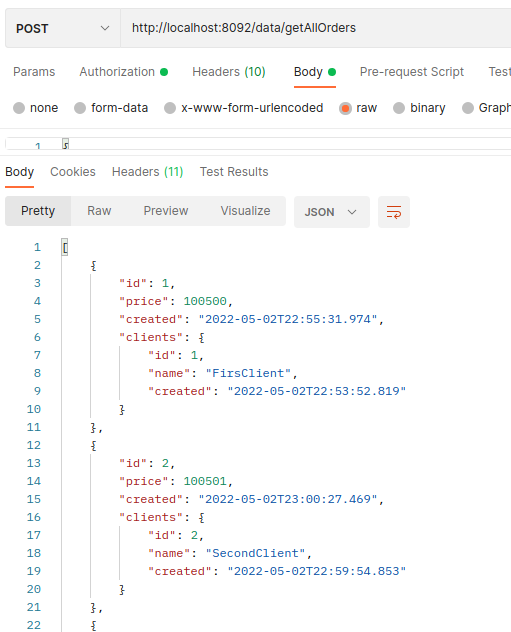 POST http://localhost:8092/data/getAllOrders
Params Authorization Headers (10) Body Pre-request Script Test
none form-data x-www-form-urlencoded raw binary Graph
1 {
Body Cookies Headers (11) Test Results
Pretty Raw Preview Visualize JSON
1 [
2 {
3 "id": 1,
4 "price": 100500,
5 "created": "2022-05-02T22:55:31.974",
6 "clients": {
7 "id": 1,
8 "name": "FirsClient",
9 "created": "2022-05-02T22:53:52.819"
10 }
11 },
12 {
13 "id": 2,
14 "price": 100501,
15 "created": "2022-05-02T23:00:27.469",
16 "clients": {
17 "id": 2,
18 "name": "SecondClient",
19 "created": "2022-05-02T22:59:54.853"
20 }
21 },
22 {